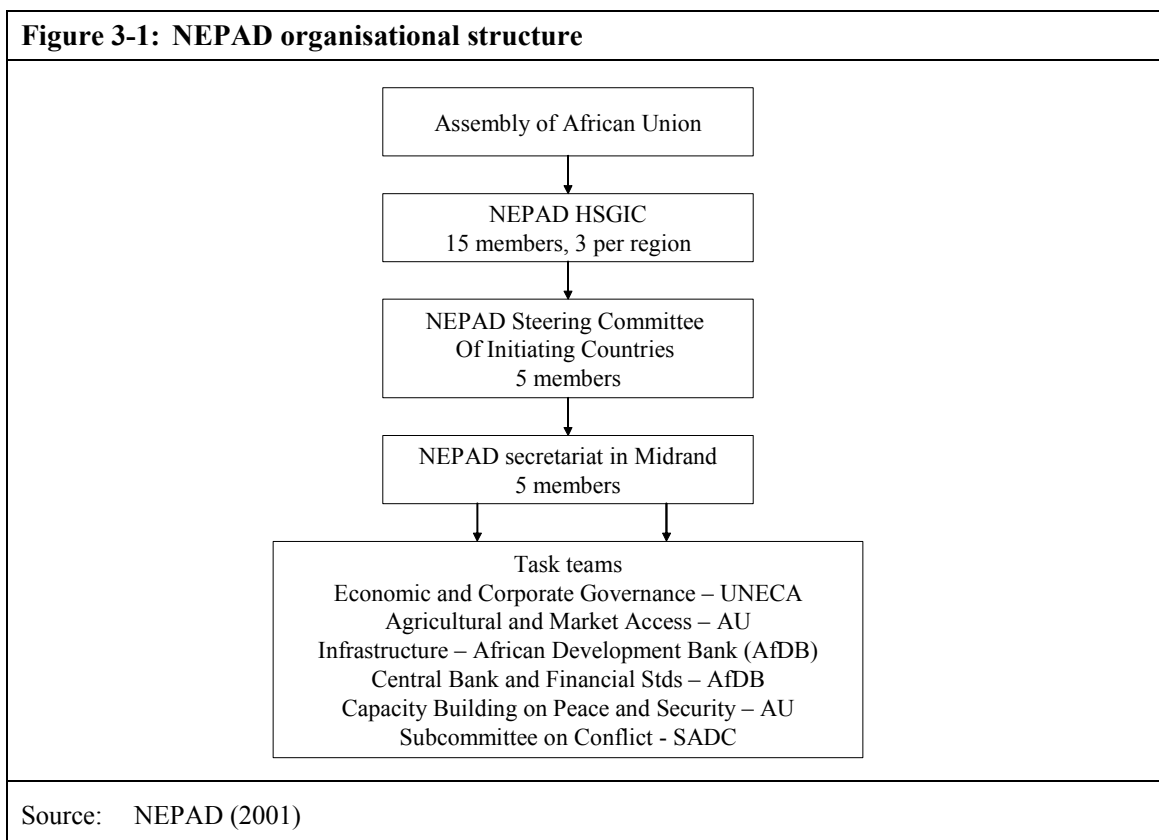 Figure 3-1: NEPAD organisational structure
Assembly of African Union
NEPAD HSGIC
15 members, 3 per region
NEPAD Steering Committee
Of Initiating Countries
5 members
NEPAD secretariat in Midrand
5 members
Task teams
Economic and Corporate Governance – UNECA
Agricultural and Market Access – AU
Infrastructure – African Development Bank (AfDB)
Central Bank and Financial Stds – AfDB
Capacity Building on Peace and Security – AU
Subcommittee on Conflict - SADC
Source: NEPAD (2001)